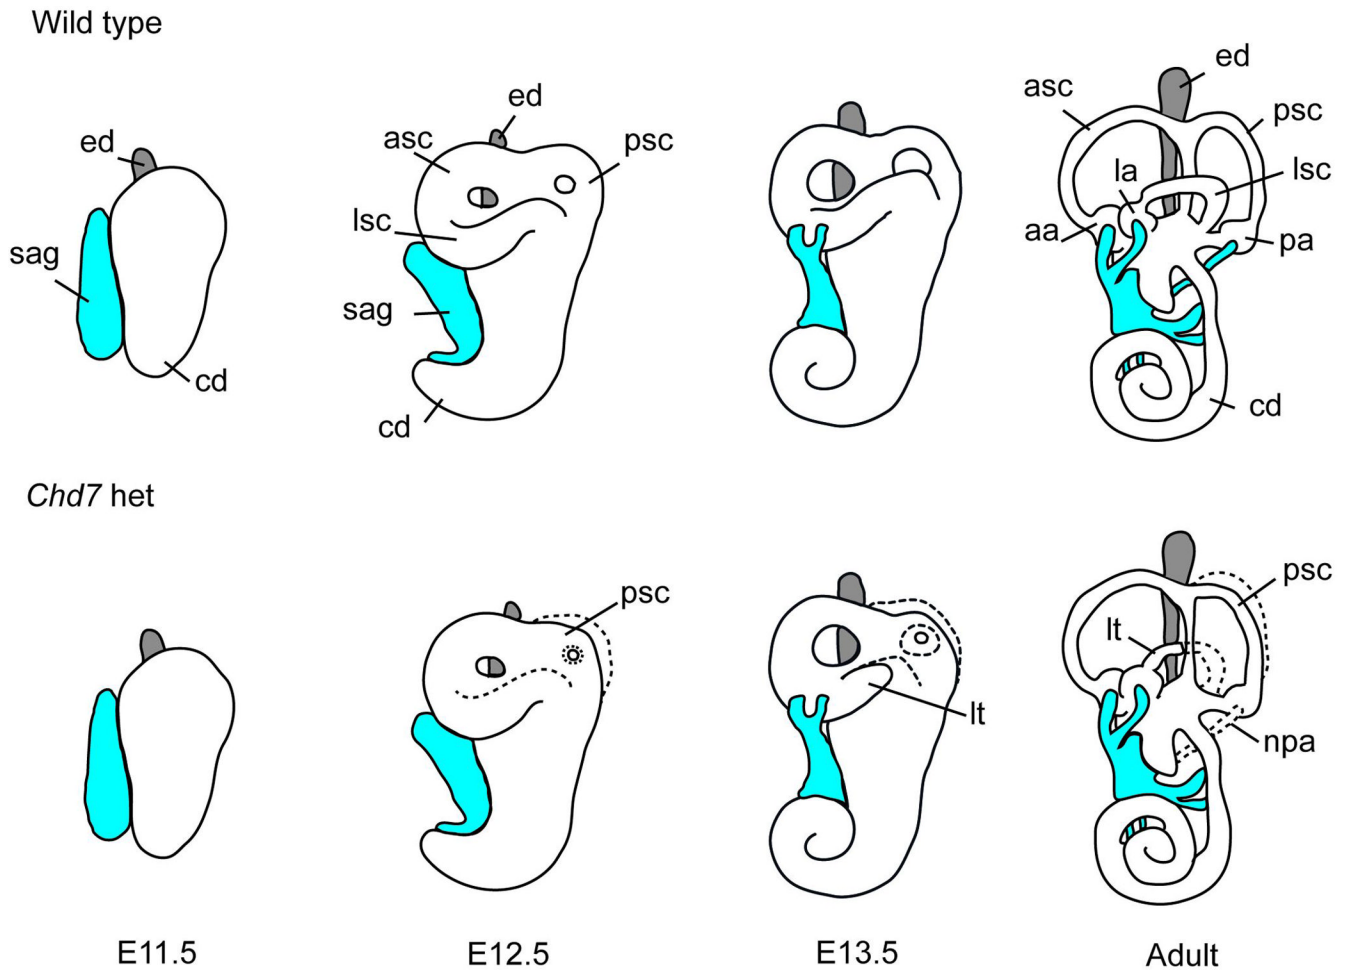 Wild type
ed
sag
cd
ed
asc
psc
lsc
sag
cd
ed
asc
psc
la
lsc
aa
pa
cd
Chd7 het
psc
lt
psc
lt
npa
E11.5
E12.5
E13.5
Adult